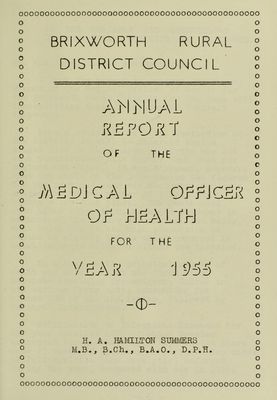 BRIXWORTH RURAL
DISTRICT COUNCIL
ANNUAL
REPORT
OF THE
MEDICAL OFFICER
OF HEALTH
FOR THE
YEAR 1955
H. A. HAMILTON SUMMERS
M.B., B.Ch., B.A.O., D.P.H.